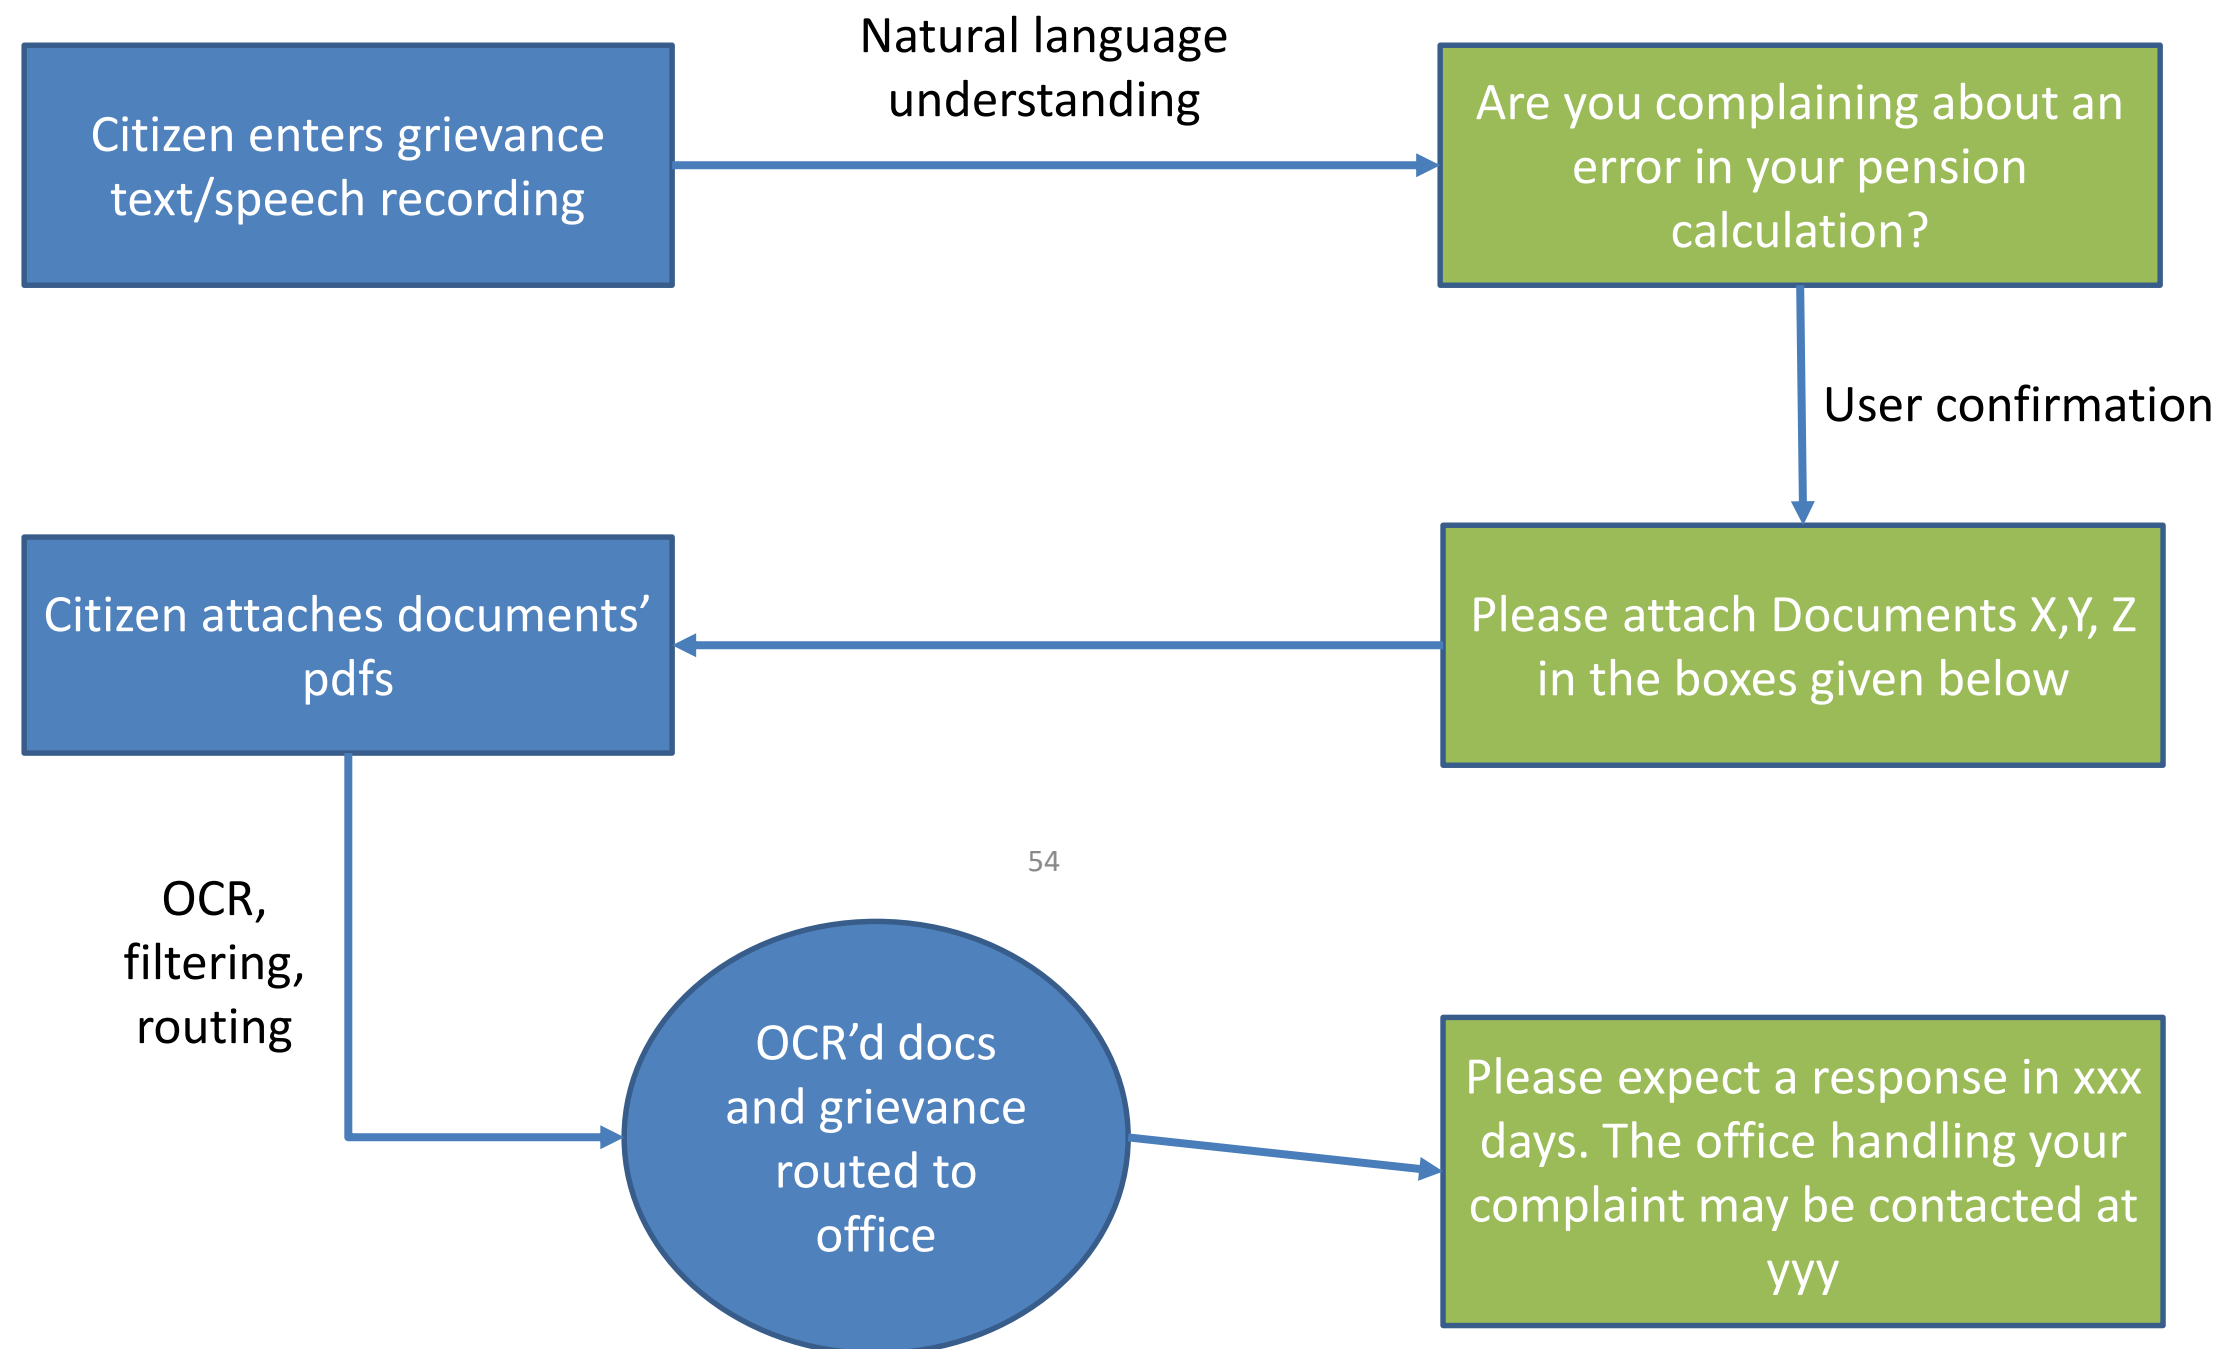 Natural language
understanding
Citizen enters grievance
text/speech recording
Are you complaining about an
error in your pension
calculation?
User confirmation
Please attach Documents X,Y, Z
in the boxes given below
Citizen attaches documents’
pdfs
54
OCR,
filtering,
routing
OCR’d docs
and grievance
routed to
office
Please expect a response in xxx
days. The office handling your
complaint may be contacted at
yyy